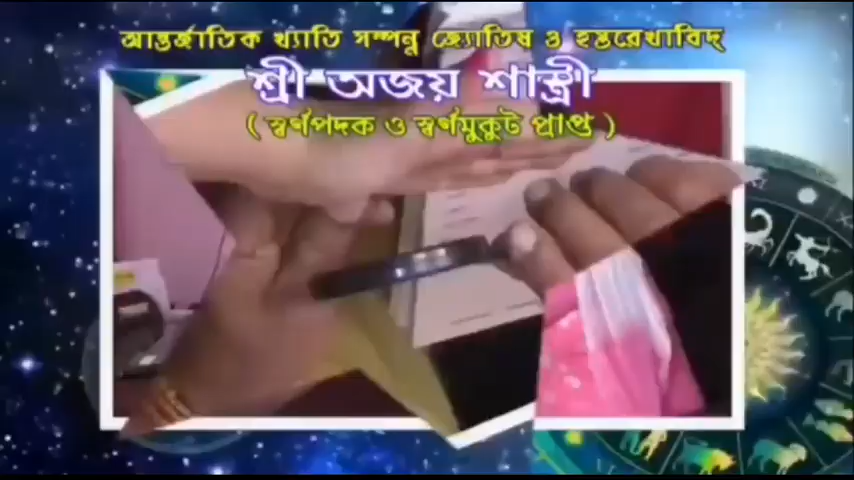 আন্তর্জাতিক খ্যাতি সম্পন্ন জ্যোতিষ ও হস্তরেখাবিদ্
শ্রী অজয় শাস্ত্রী
( স্বর্ণপদক ও স্বর্ণমুকুট প্রাপ্ত )